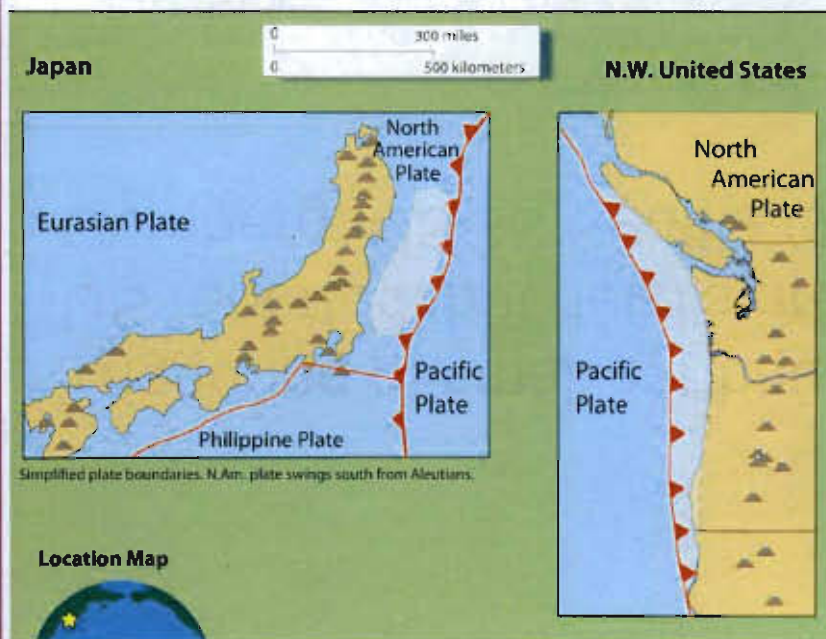 0 300 miles
0 500 kilometers
Japan
N.W. United States
North
American
Plate
Eurasian Plate
Pacific
Plate
Philippine Plate
North
American
Plate
Pacific
Plate
Simplified plate boundaries. N.Am. plate swings south from Aleutians.
Location Map